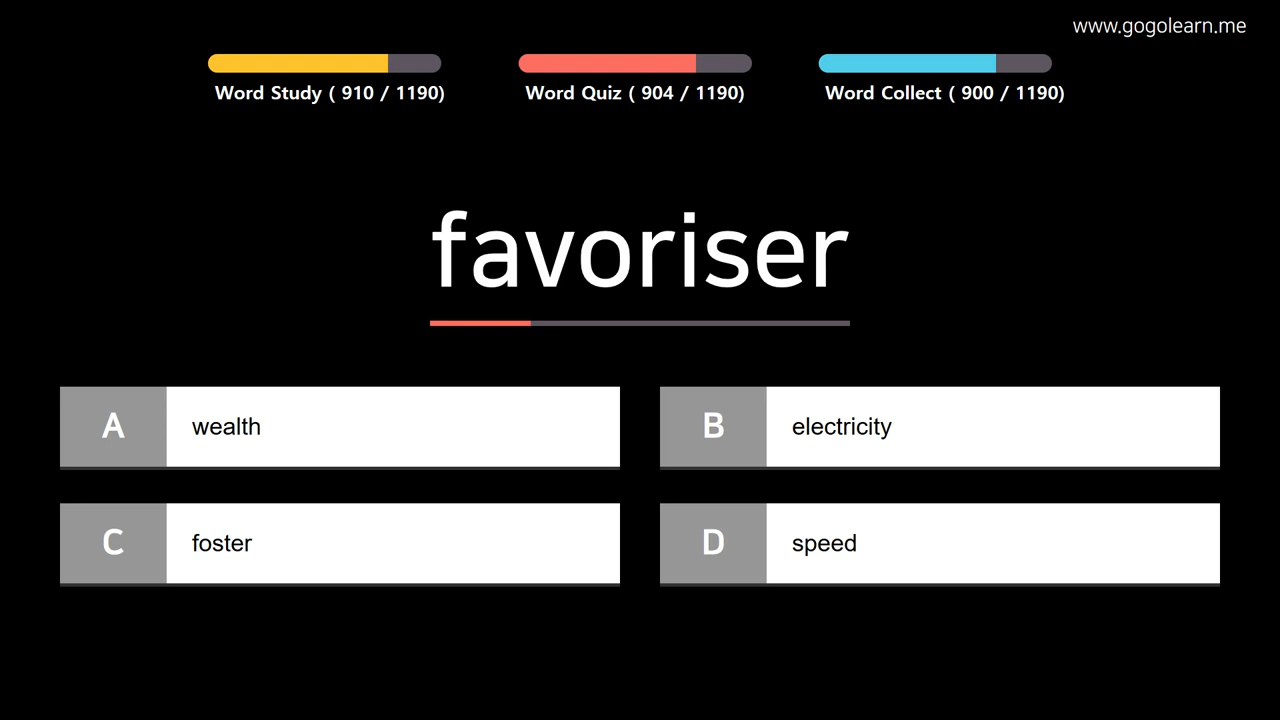 www.gogolearn.me
Word Study ( 910 / 1190)
Word Quiz ( 904 / 1190)
Word Collect ( 900 / 1190)
favoriser
A wealth
B electricity
C foster
D speed